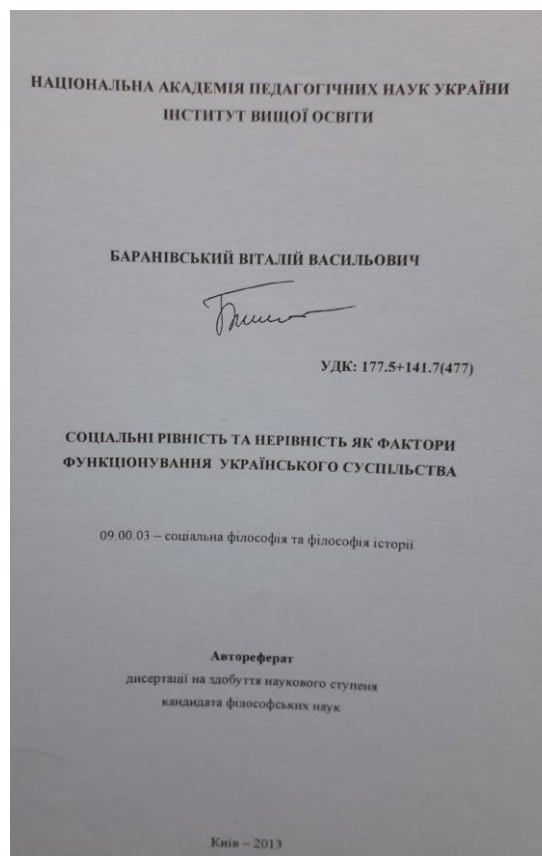 НАЦІОНАЛЬНА АКАДЕМІЯ ПЕДАГОГІЧНИХ НАУК УКРАЇНИ
ІНСТИТУТ ВИЩОЇ ОСВІТИ
БАРАНІВСЬКИЙ ВІТАЛІЙ ВАСИЛЬОВИЧ
УДК: 177.5+141.7(477)
СОЦІАЛЬНІ РІВНІСТЬ ТА НЕРІВНІСТЬ ЯК ФАКТОРИ
ФУНКЦІОНУВАННЯ УКРАЇНСЬКОГО СУСПІЛЬСТВА
09.00.03 – соціальна філософія та філософія історії
Автореферат
дисертації на здобуття наукового ступеня
кандидата філософських наук
Київ – 2013